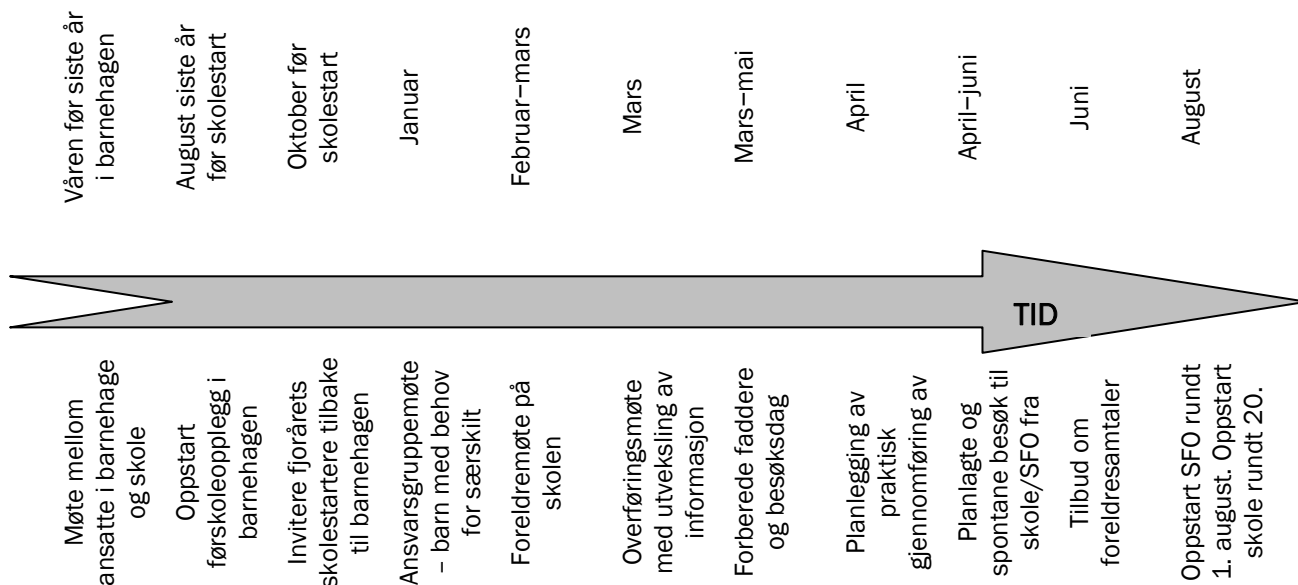 Våren før siste år
i barnehagen
August siste år
før skolestart
Oktober før
skolestart
Januar
Februar–mars
Mars
Mars–mai
April
April–juni
Juni
August
TID
Møte mellom
ansatte i barnehage
og skole
Oppstart
førskoleopplegg i
barnehagen
Invitere fjorårets
skolestartere tilbake
til barnehagen
Ansvarsgruppemøte
– barn med behov
for særskilt
Foreldremøte på
skolen
Overføringsmøte
med utveksling av
informasjon
Forberede faddere
og besøksdag
Planlegging av
praktisk
gjennomføring av
Planlagte og
spontane besøk til
skole/SFO fra
Tilbud om
foreldresamtaler
Oppstart SFO rundt
1. august. Oppstart
skole rundt 20.